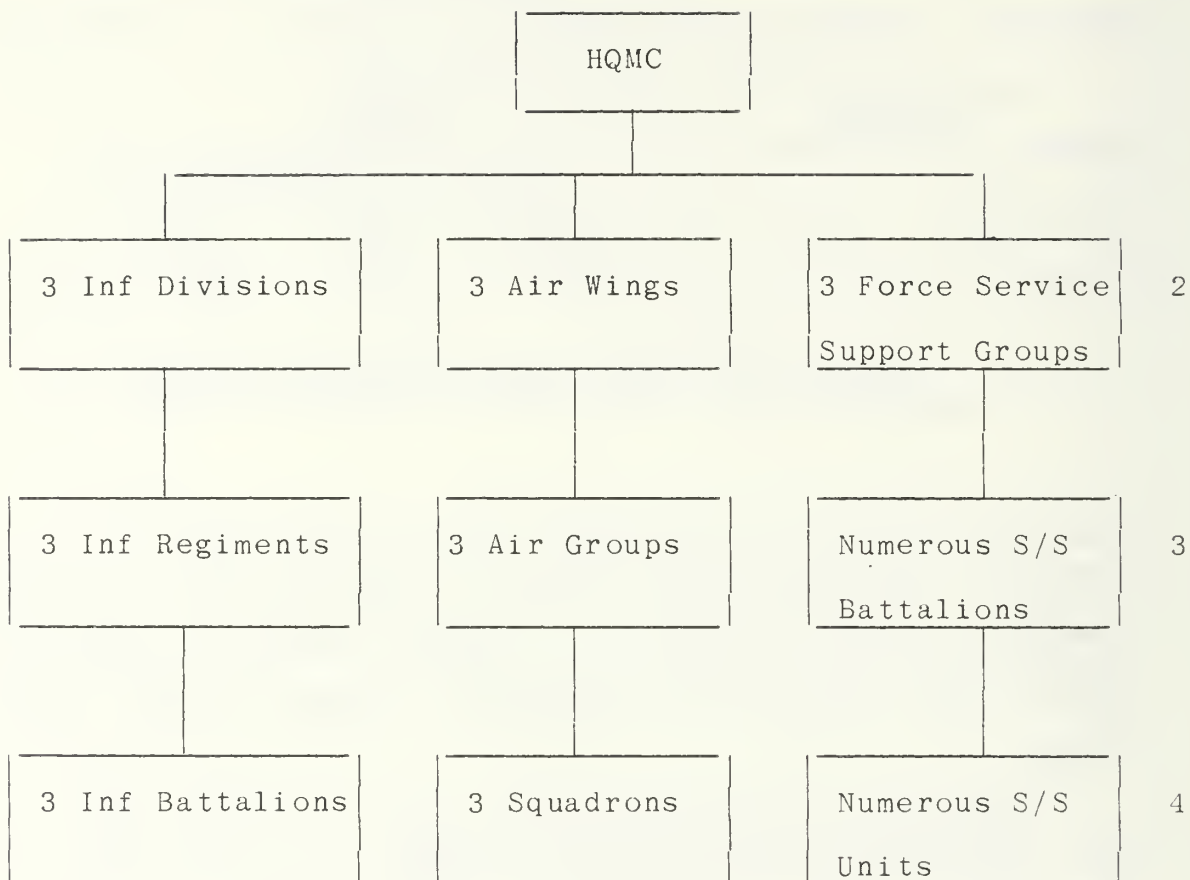 HQMC
3 Inf Divisions 3 Air Wings 3 Force Service 2
Support Groups
3 Inf Regiments 3 Air Groups Numerous S/S 3
Battalions
3 Inf Battalions 3 Squadrons Numerous S/S 4
Units